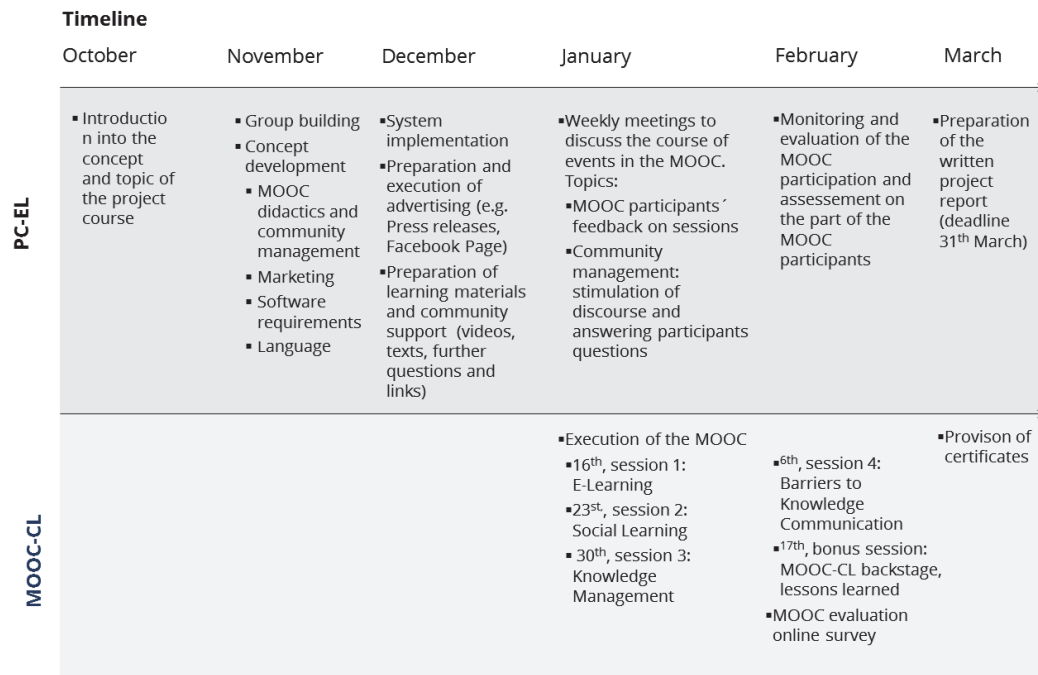 Timeline
October
November
December
January
February
March
PC-EL
▪ Introductio
n into the
concept
and topic of
the project
course
▪ Group building
▪ Concept
development
▪ MOOC
didactics and
community
management
▪ Marketing
▪ Software
requirements
▪ Language
▪System
implementation
▪Preparation and
execution of
advertising (e.g.
Press releases,
Facebook Page)
▪Preparation of
learning materials
and community
support (videos,
texts, further
questions and
links)
▪Weekly meetings to
discuss the course of
events in the MOOC.
Topics:
▪MOOC participants´
feedback on sessions
▪Community
management:
stimulation of
discourse and
answering participants
questions
▪Monitoring and
evaluation of the
MOOC
participation and
assessement on
the part of the
MOOC
participants
▪Preparation
of the
written
project
report
(deadline
31th March)
MOOC-CL
▪Execution of the MOOC
▪16th, session 1:
E-Learning
▪23st, session 2:
Social Learning
▪ 30th, session 3:
Knowledge
Management
▪6th, session 4:
Barriers to
Knowledge
Communication
▪17th, bonus session:
MOOC-CL backstage,
lessons learned
▪MOOC evaluation
online survey
▪Provison of
certificates